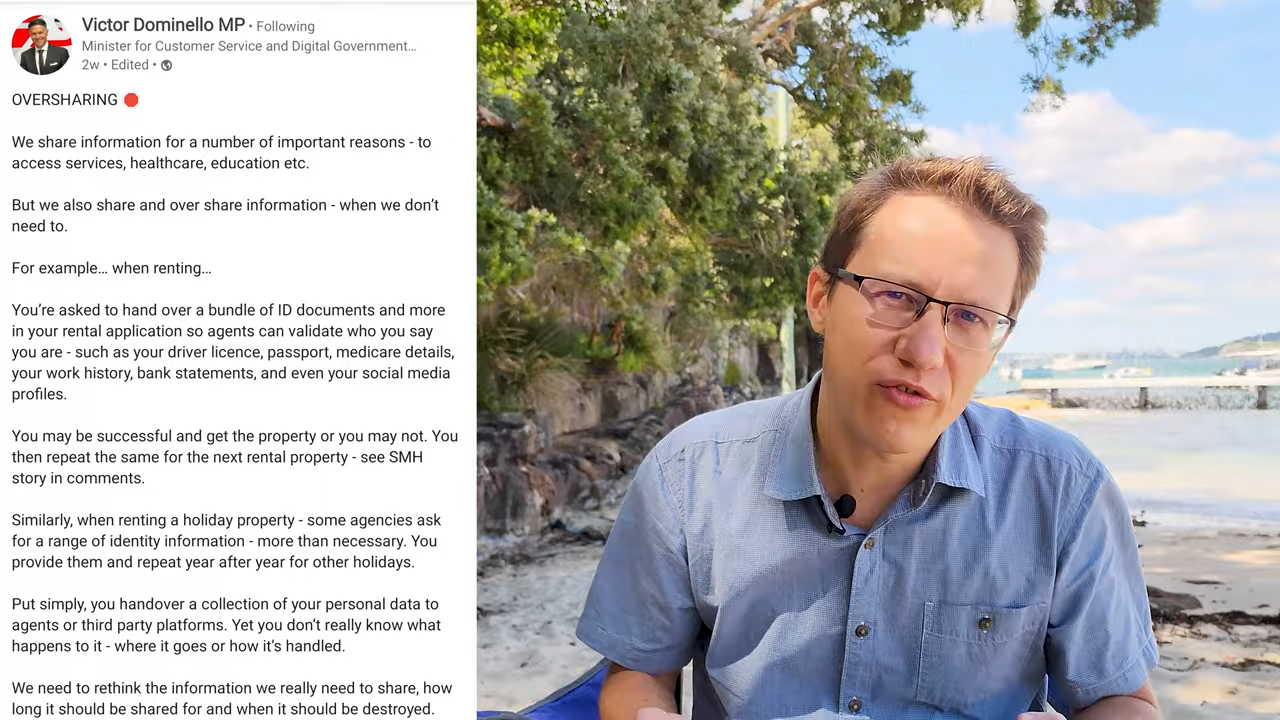 Victor Dominello MP • Following
Minister for Customer Service and Digital Government...
2w • Edited •
OVERSHARING
We share information for a number of important reasons - to
access services, healthcare, education etc.
But we also share and over share information - when we don’t
need to.
For example... when renting...
You’re asked to hand over a bundle of ID documents and more
in your rental application so agents can validate who you say
you are - such as your driver licence, passport, medicare details,
your work history, bank statements, and even your social media
profiles.
You may be successful and get the property or you may not. You
then repeat the same for the next rental property - see SMH
story in comments.
Similarly, when renting a holiday property - some agencies ask
for a range of identity information - more than necessary. You
provide them and repeat year after year for other holidays.
Put simply, you handover a collection of your personal data to
agents or third party platforms. Yet you don’t really know what
happens to it - where it goes or how it’s handled.
We need to rethink the information we really need to share, how
long it should be shared for and when it should be destroyed.